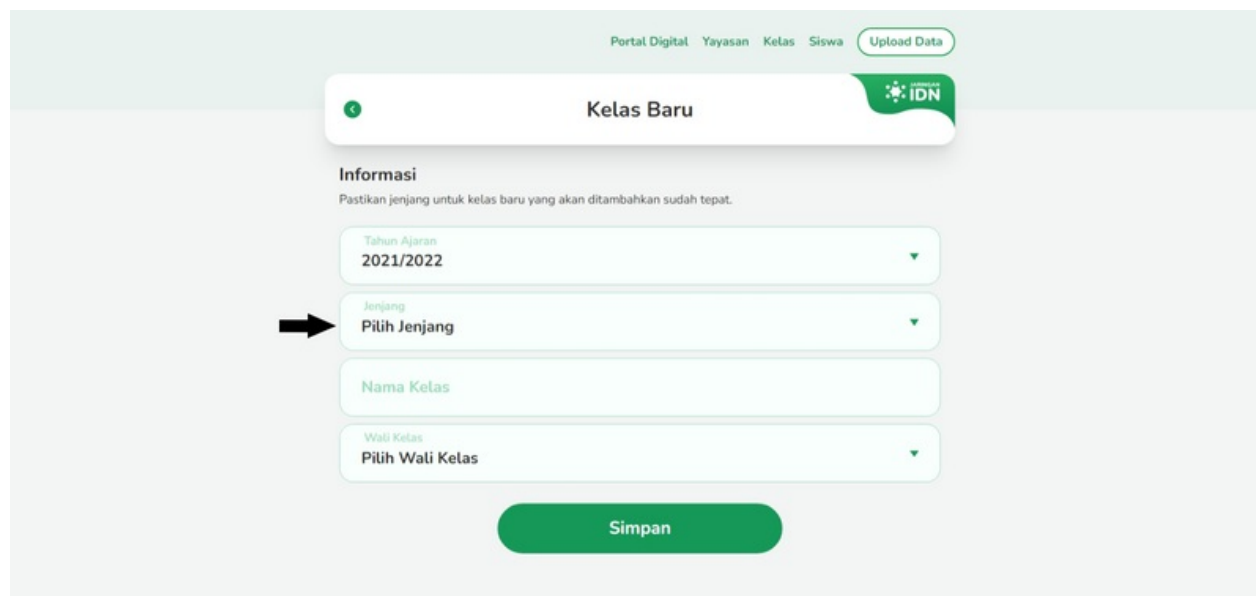 Portal Digital Yayasan Kelas Siswa Upload Data
Kelas Baru
JARINGAN
IDN
Informasi
Pastikan jenjang untuk kelas baru yang akan ditambahkan sudah tepat.
Tahun Ajaran
2021/2022
Jenjang
Pilih Jenjang
Nama Kelas
Wali Kelas
Pilih Wali Kelas
Simpan